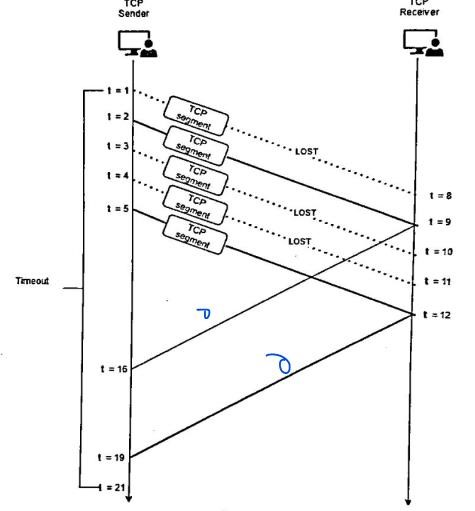 TCP
Sender
TCP
Receiver
t = 1
TCP
segment
t = 2
TCP
segment
LOST
t = 3
TCP
segment
t = 4
TCP
segment
LOST
t = 5
TCP
segment
LOST
t = 8
t = 9
t = 10
t = 11
t = 12
Timeout
t = 16
t = 19
t = 21